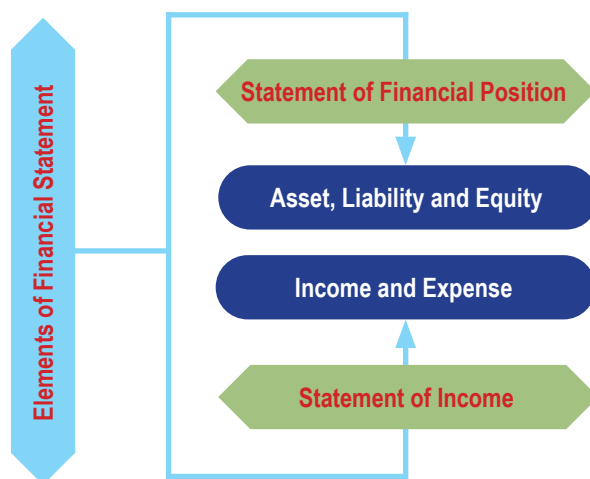 Elements of Financial Statement
Statement of Financial Position
Asset, Liability and Equity
Income and Expense
Statement of Income